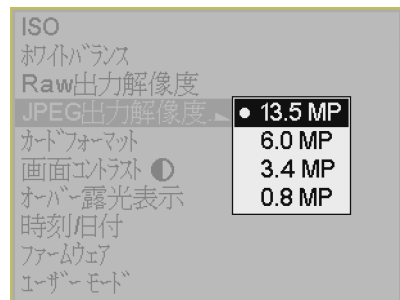 ISO
ホワイトバランス
Raw出力解像度
JPEG出力解像度
13.5 MP
6.0 MP
3.4 MP
0.8 MP
カードフォーマット
画面コントラスト
オーバー露光表示
時刻/日付
ファームウェア
ユーザーモード